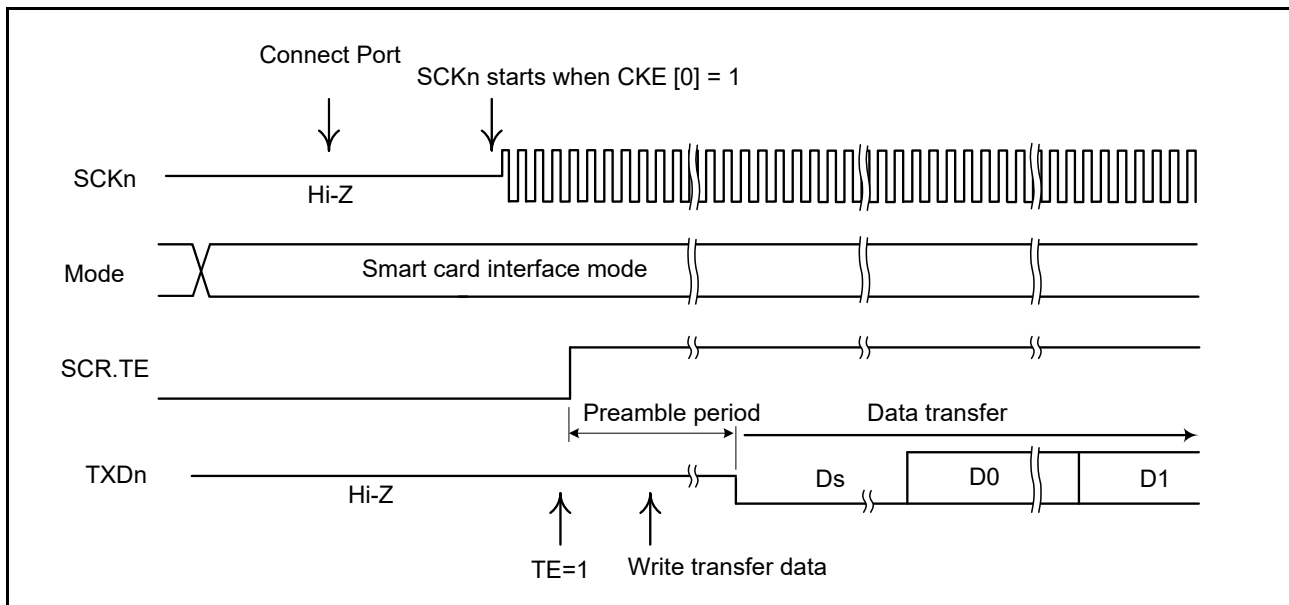 Connect Port
SCKn starts when CKE [0] = 1
SCKn
Hi-Z
Mode
Smart card interface mode
SCR.TE
Preamble period
Data transfer
TXDn
Hi-Z
Ds
D0
D1
TE=1
Write transfer data